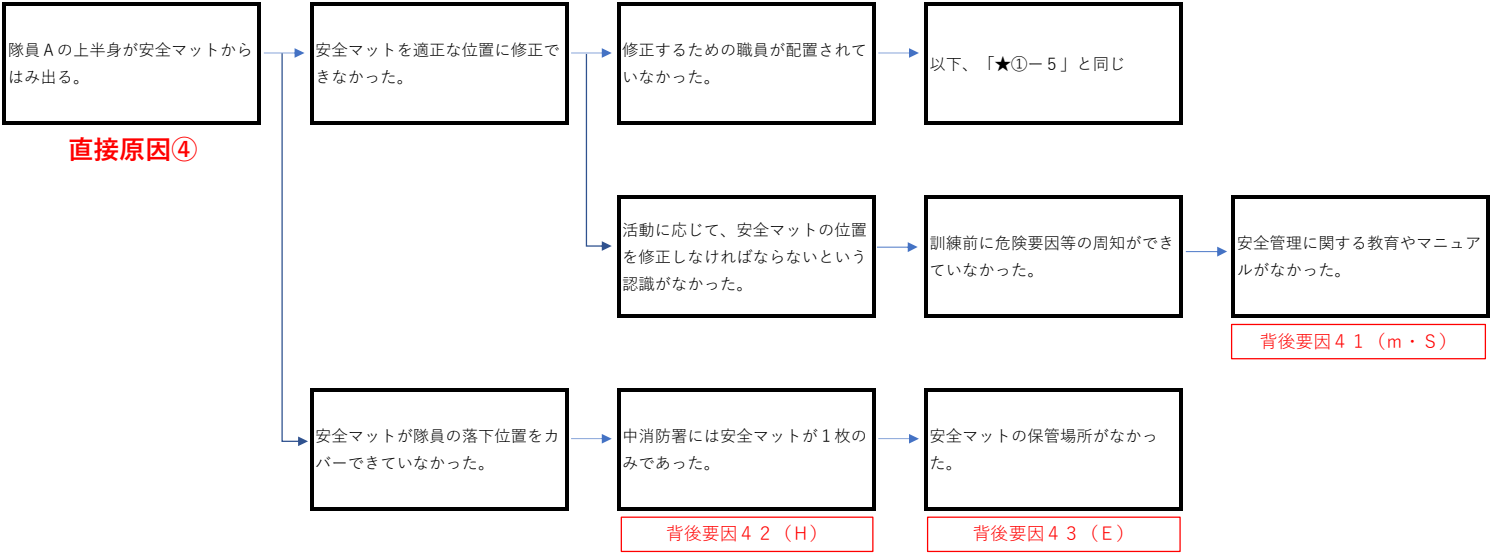 隊員Ａの上半身が安全マットから
はみ出る。
直接原因④
安全マットを適正な位置に修正で
きなかった。
修正するための職員が配置されて
いなかった。
以下、「★①－５」と同じ
活動に応じて、安全マットの位置
を修正しなければならないという
認識がなかった。
訓練前に危険要因等の周知ができ
ていなかった。
安全管理に関する教育やマニュア
ルがなかった。
背後要因４１（ｍ・Ｓ）
安全マットが隊員の落下位置をカ
バーできていなかった。
中消防署には安全マットが１枚の
みであった。
背後要因４２（Ｈ）
安全マットの保管場所がなかっ
た。
背後要因４３（Ｅ）